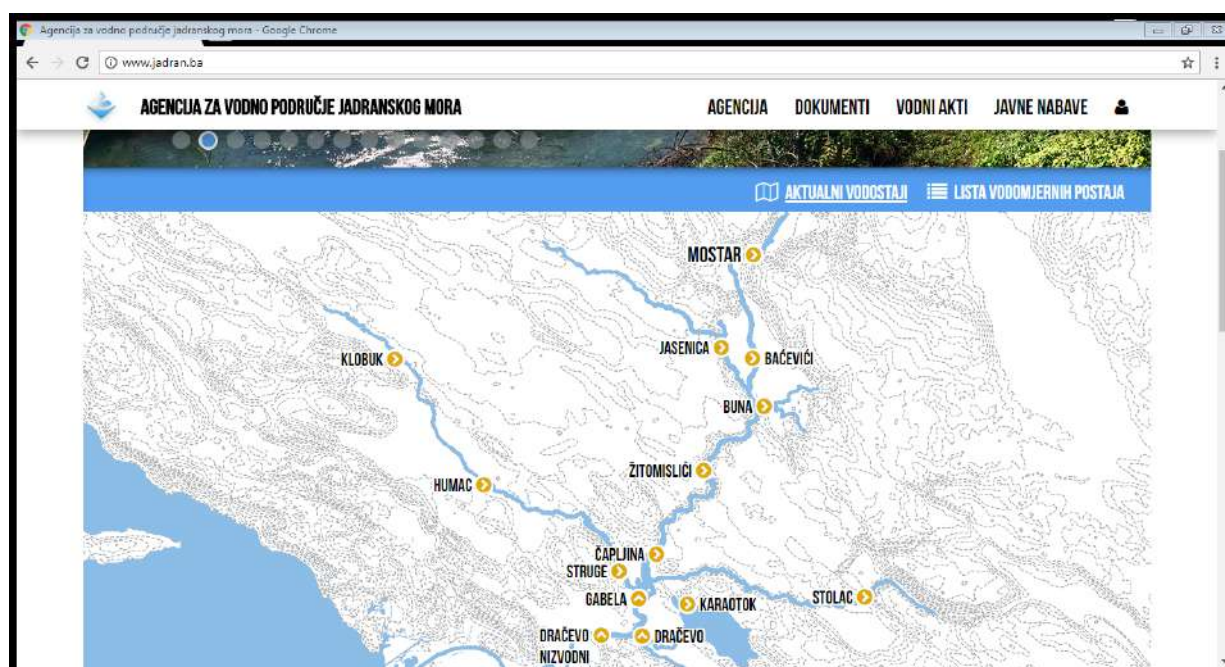 Agencija za vodno područje jadranskog mora - Google Chrome
www.jadran.ba
AGENCIJA ZA VODNO PODRUČJE JADRANSKOG MORA
AGENCIJA DOKUMENTI VODNI AKTI JAVNE NABAVE
AKTUALNI VODOSTAJI LISTA VODOMJERNIH POSTAJA
MOSTAR
JASENICA
BAĆEVIĆI
KLOBUK
BUNA
ŽITOMISLIĆI
HUMAC
ČAPLJINA
STRUGE
GABELA
KARAOTOK
STOLAC
DRAČEVO NIZVODNI
DRAČEVO